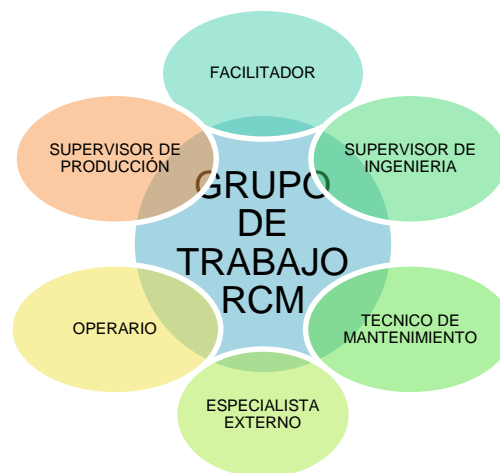 FACILITADOR
SUPERVISOR DE
PRODUCCIÓN
SUPERVISOR DE
INGENIERIA
GRUPO
DE
TRABAJO
RCM
OPERARIO
TECNICO DE
MANTENIMIENTO
ESPECIALISTA
EXTERNO